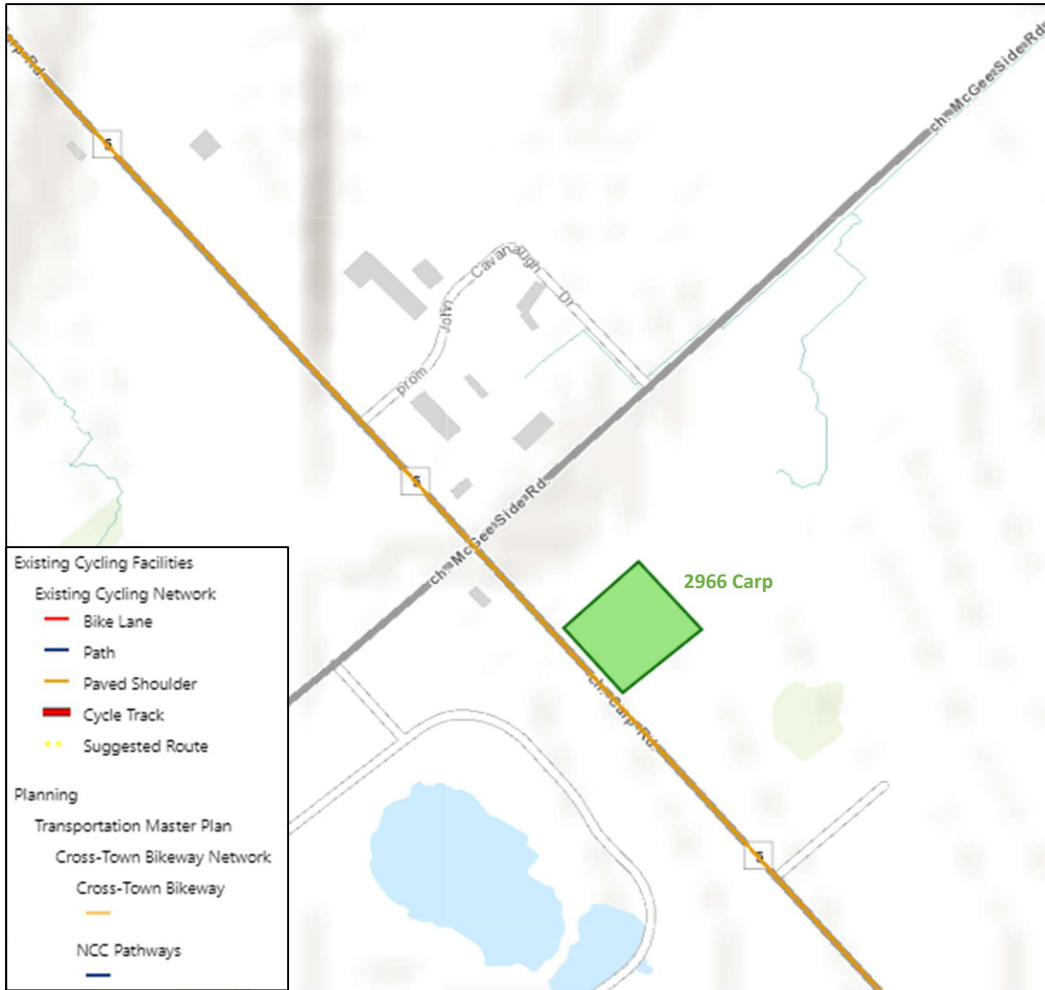 Carp Rd.
5
ch. McGee Side Rd
Cavanaugh
Dr
John
prom
5
ch. McGee Side Rd
2966 Carp
ch. Carp Rd.
5
Existing Cycling Facilities
Existing Cycling Network
Bike Lane
Path
Paved Shoulder
Cycle Track
Suggested Route
Planning
Transportation Master Plan
Cross-Town Bikeway Network
Cross-Town Bikeway
NCC Pathways